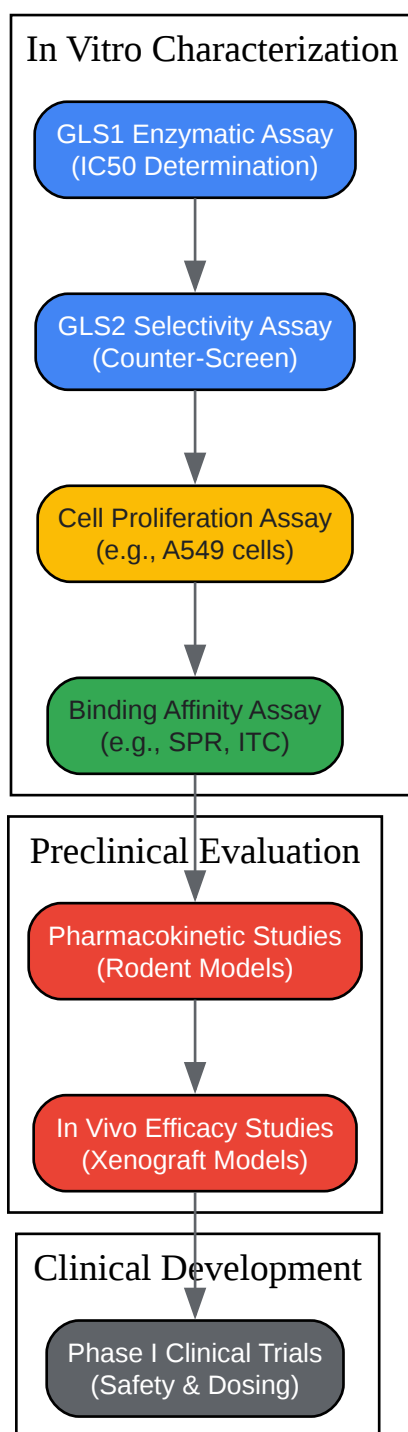 In Vitro Characterization
GLS1 Enzymatic Assay
(IC50 Determination)
GLS2 Selectivity Assay
(Counter-Screen)
Cell Proliferation Assay
(e.g., A549 cells)
Binding Affinity Assay
(e.g., SPR, ITC)
Preclinical Evaluation
Pharmacokinetic Studies
(Rodent Models)
In Vivo Efficacy Studies
(Xenograft Models)
Clinical Development
Phase I Clinical Trials
(Safety & Dosing)